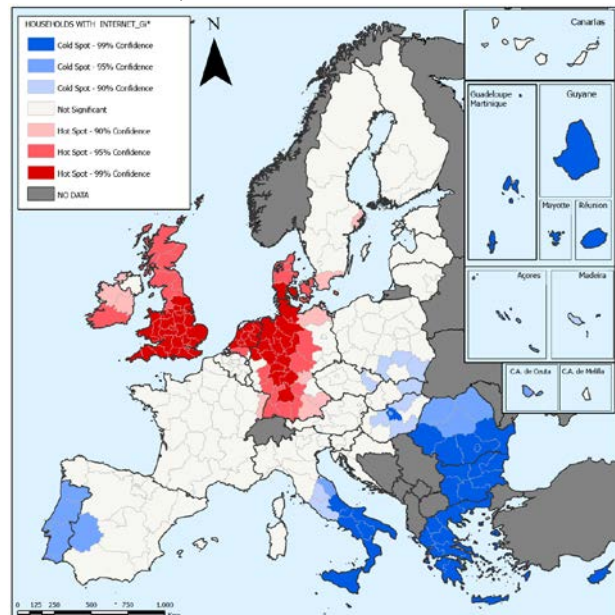 HOUSEHOLDS WITH INTERNET_Gi*
Cold Spot - 99% Confidence
Cold Spot - 95% Confidence
Cold Spot - 90% Confidence
Not Significant
Hot Spot - 90% Confidence
Hot Spot - 95% Confidence
Hot Spot - 99% Confidence
NO DATA
N
Canarias
Guadeloupe
Martinique
Guyane
Mayotte
Réunion
Açores
Madeira
C.A. de Ceuta
C.A. de Melilla
0 125 250 500 750 1.000